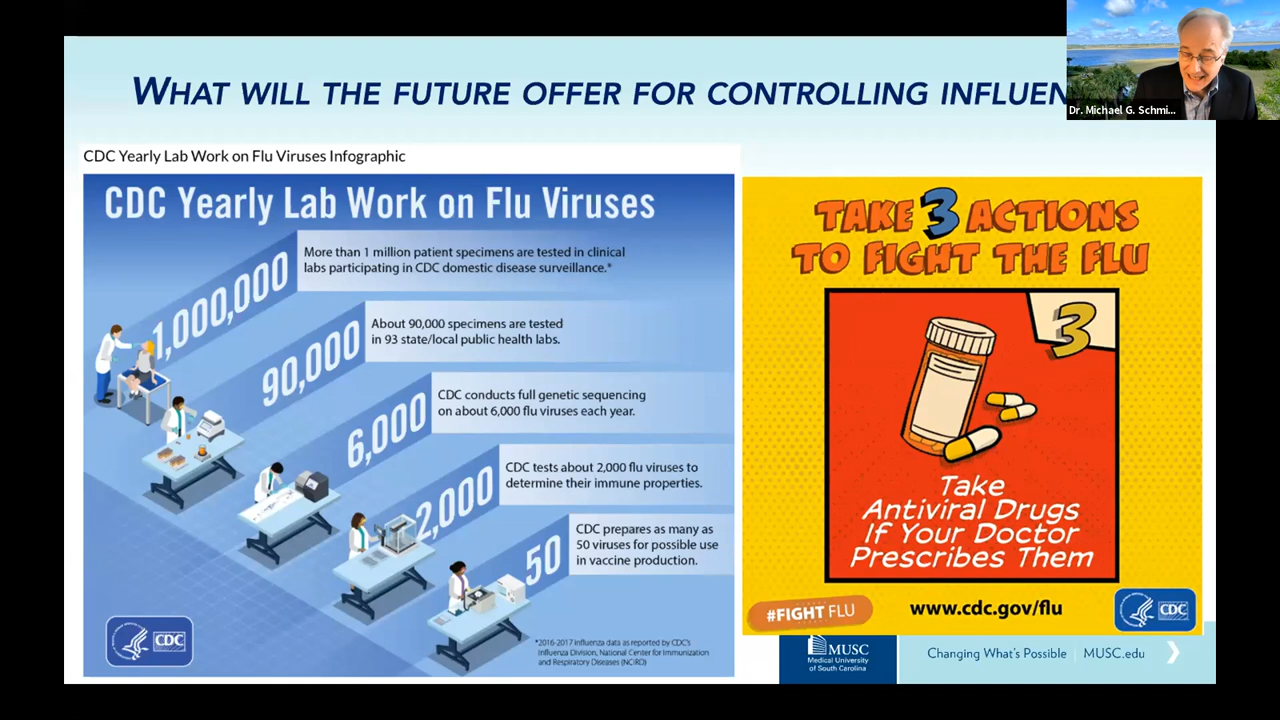 WHAT WILL THE FUTURE OFFER FOR CONTROLLING INFLUEN
Dr. Michael G. Schmi...
CDC Yearly Lab Work on Flu Viruses Infographic
CDC Yearly Lab Work on Flu Viruses
1,000,000
More than 1 million patient specimens are tested in clinical
labs participating in CDC domestic disease surveillance.*
90,000
About 90,000 specimens are tested
in 93 state/local public health labs.
6,000
CDC conducts full genetic sequencing
on about 6,000 flu viruses each year.
2,000
CDC tests about 2,000 flu viruses to
determine their immune properties.
50
CDC prepares as many as
50 viruses for possible use
in vaccine production.
CDC
*2016-2017 influenza data as reported by CDC's
Influenza Division, National Center for Immunization
and Respiratory Diseases (NCIRD)
TAKE 3 ACTIONS
TO FIGHT THE FLU
3
Take
Antiviral Drugs
If Your Doctor
Prescribes Them
#FIGHT FLU
www.cdc.gov/flu
CDC
MUSC
Medical University
of South Carolina
Changing What's Possible | MUSC.edu